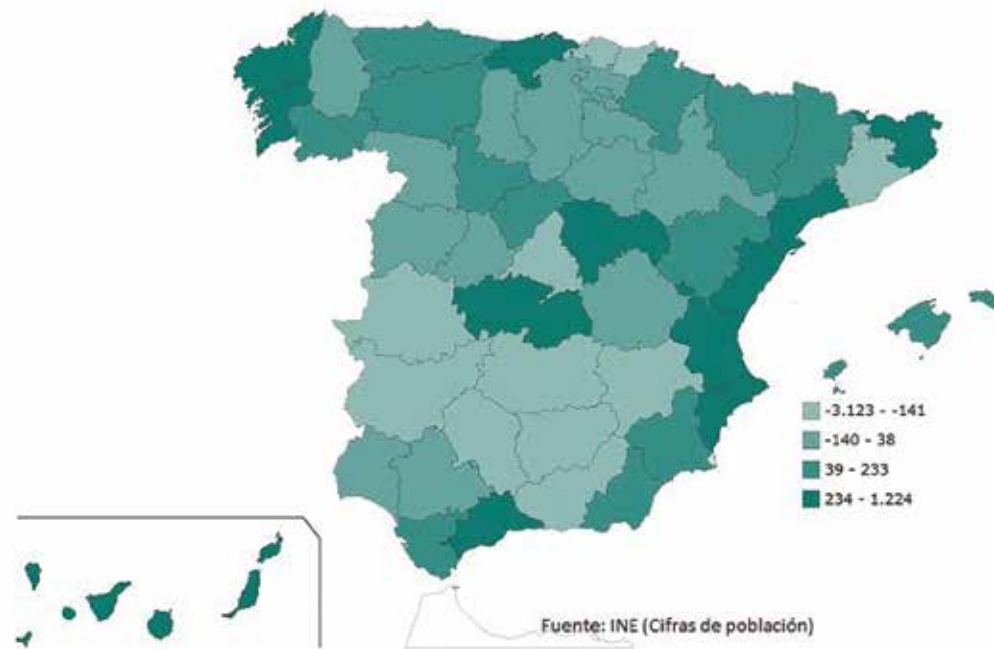 -3.123 - -141
-140 - 38
39 - 233
234 - 1.224
Fuente: INE (Cifras de población)